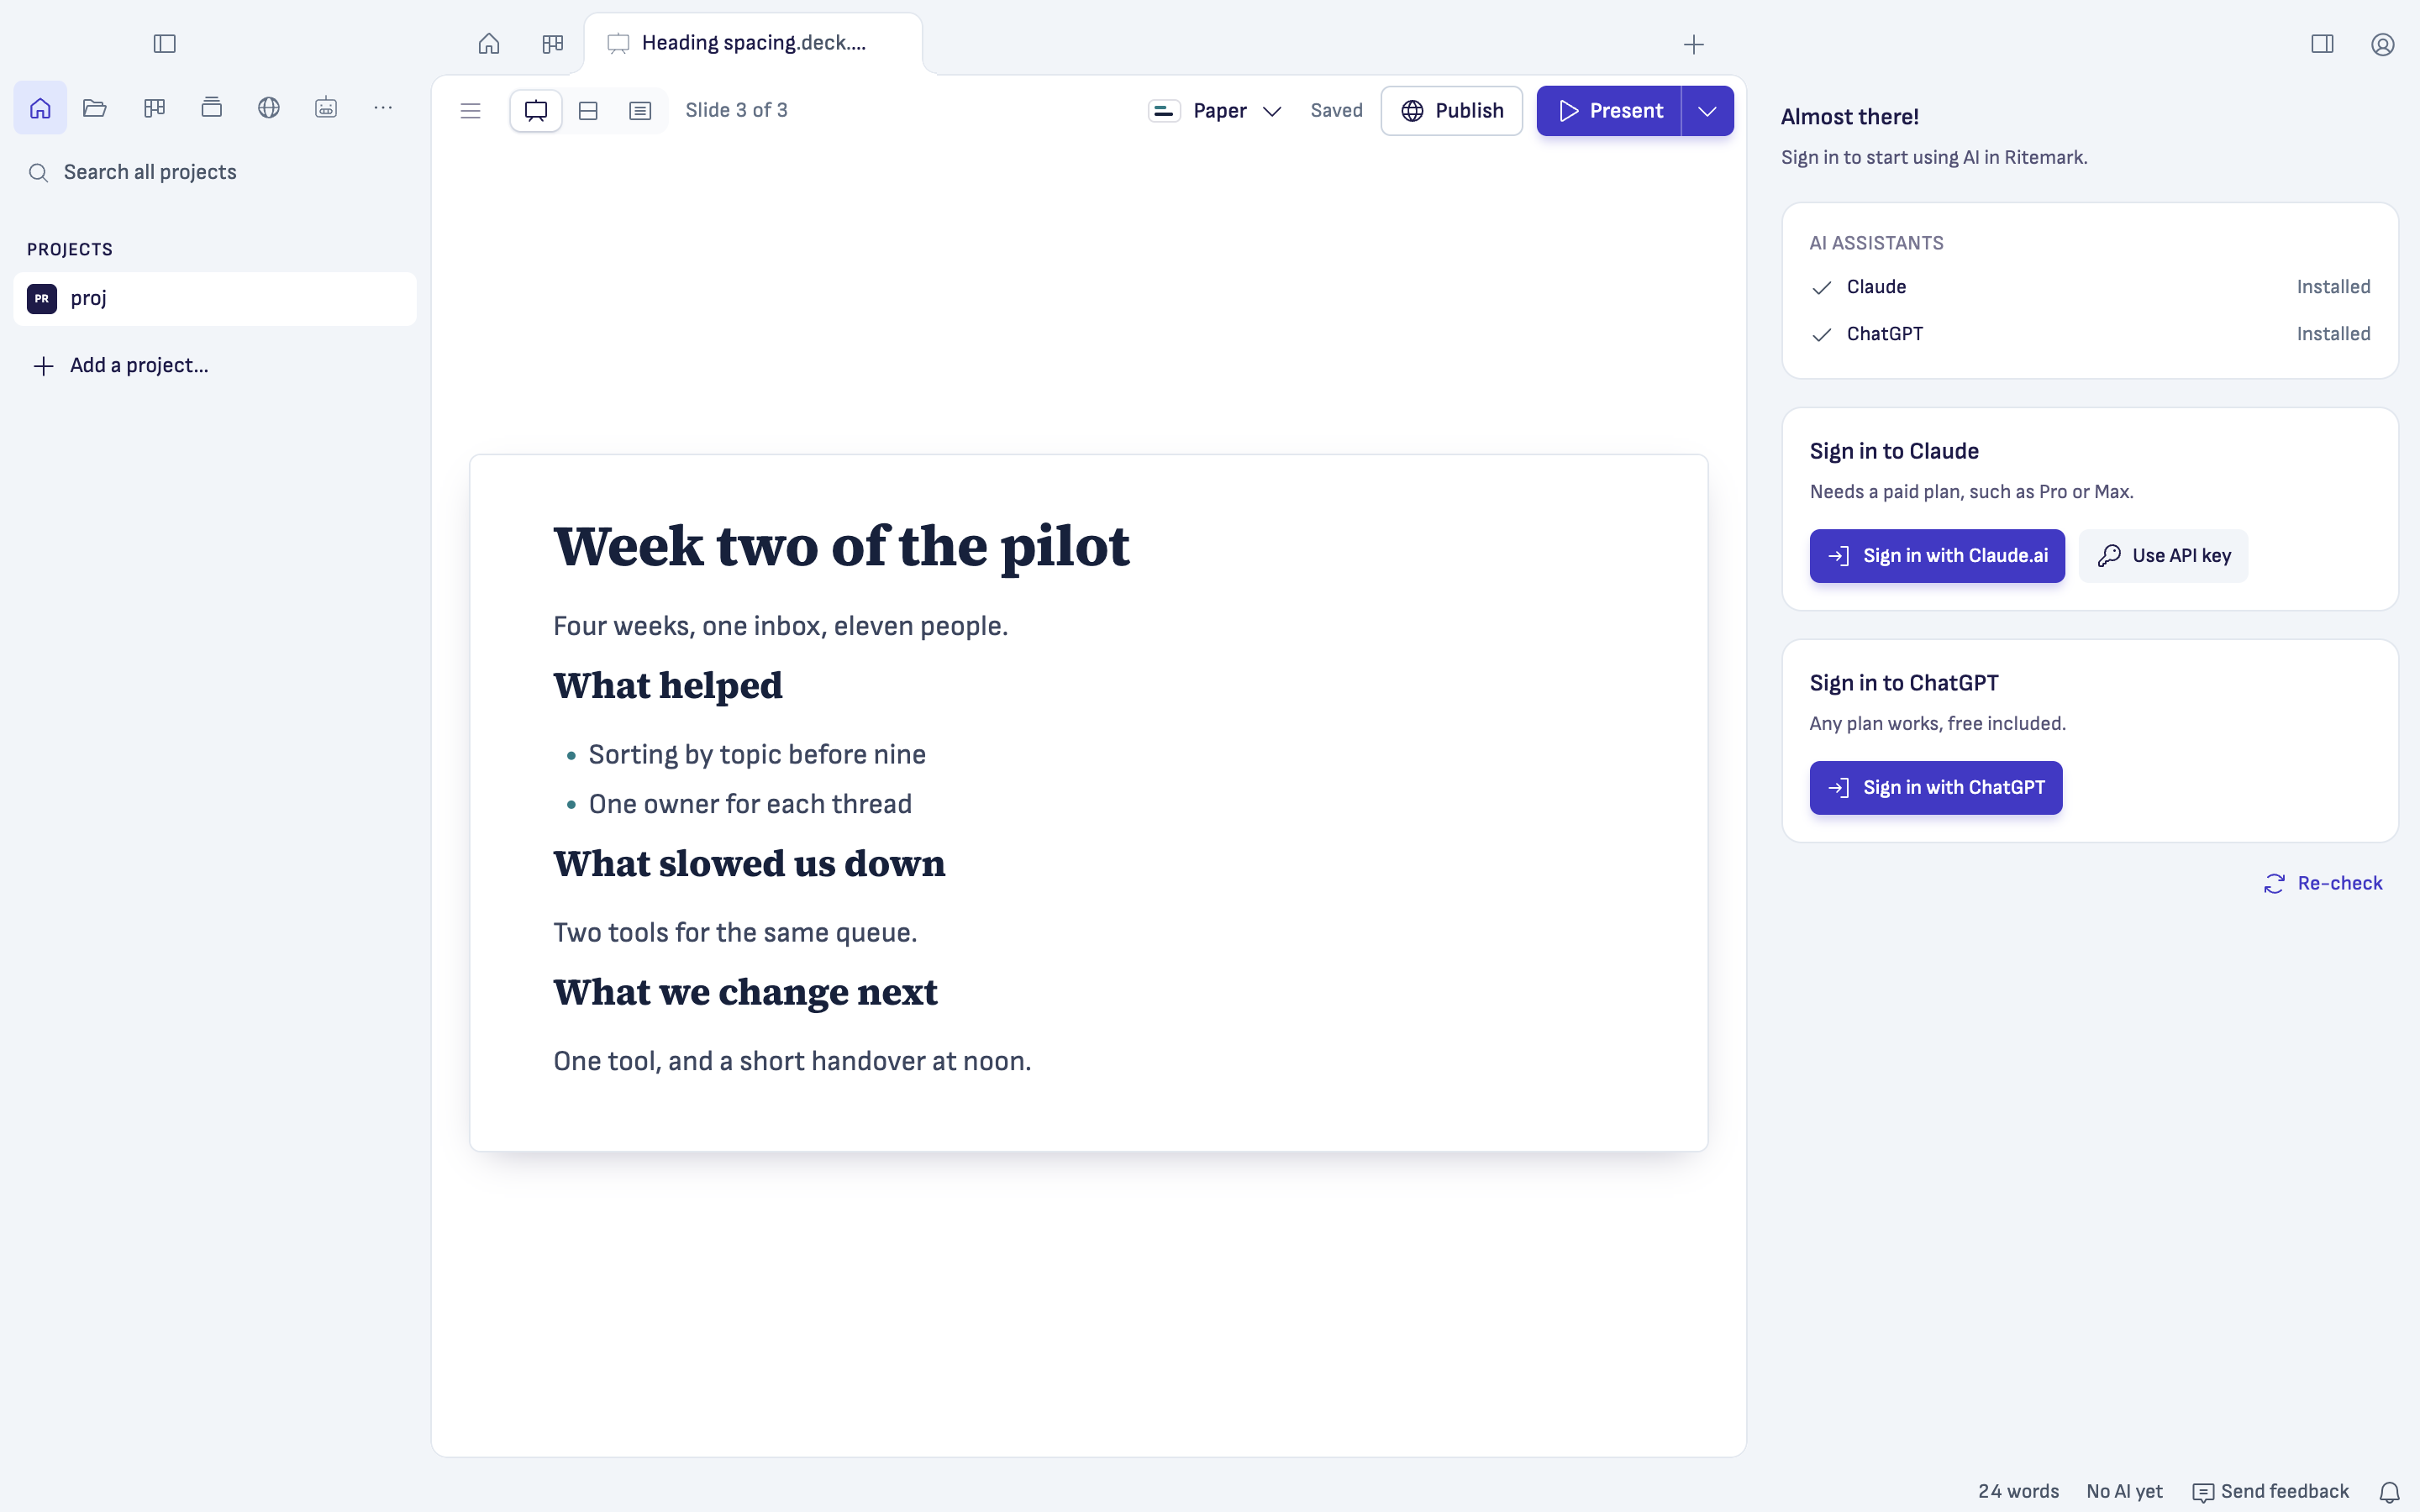 Heading spacing.deck....
Slide 3 of 3
Paper
Saved
Publish
Present
Search all projects
PROJECTS
PR
proj
Add a project...
Week two of the pilot
Four weeks, one inbox, eleven people.
What helped
• Sorting by topic before nine
• One owner for each thread
What slowed us down
Two tools for the same queue.
What we change next
One tool, and a short handover at noon.
Almost there!
Sign in to start using AI in Ritemark.
AI ASSISTANTS
Claude Installed
ChatGPT Installed
Sign in to Claude
Needs a paid plan, such as Pro or Max.
Sign in with Claude.ai
Use API key
Sign in to ChatGPT
Any plan works, free included.
Sign in with ChatGPT
Re-check
24 words
No AI yet
Send feedback